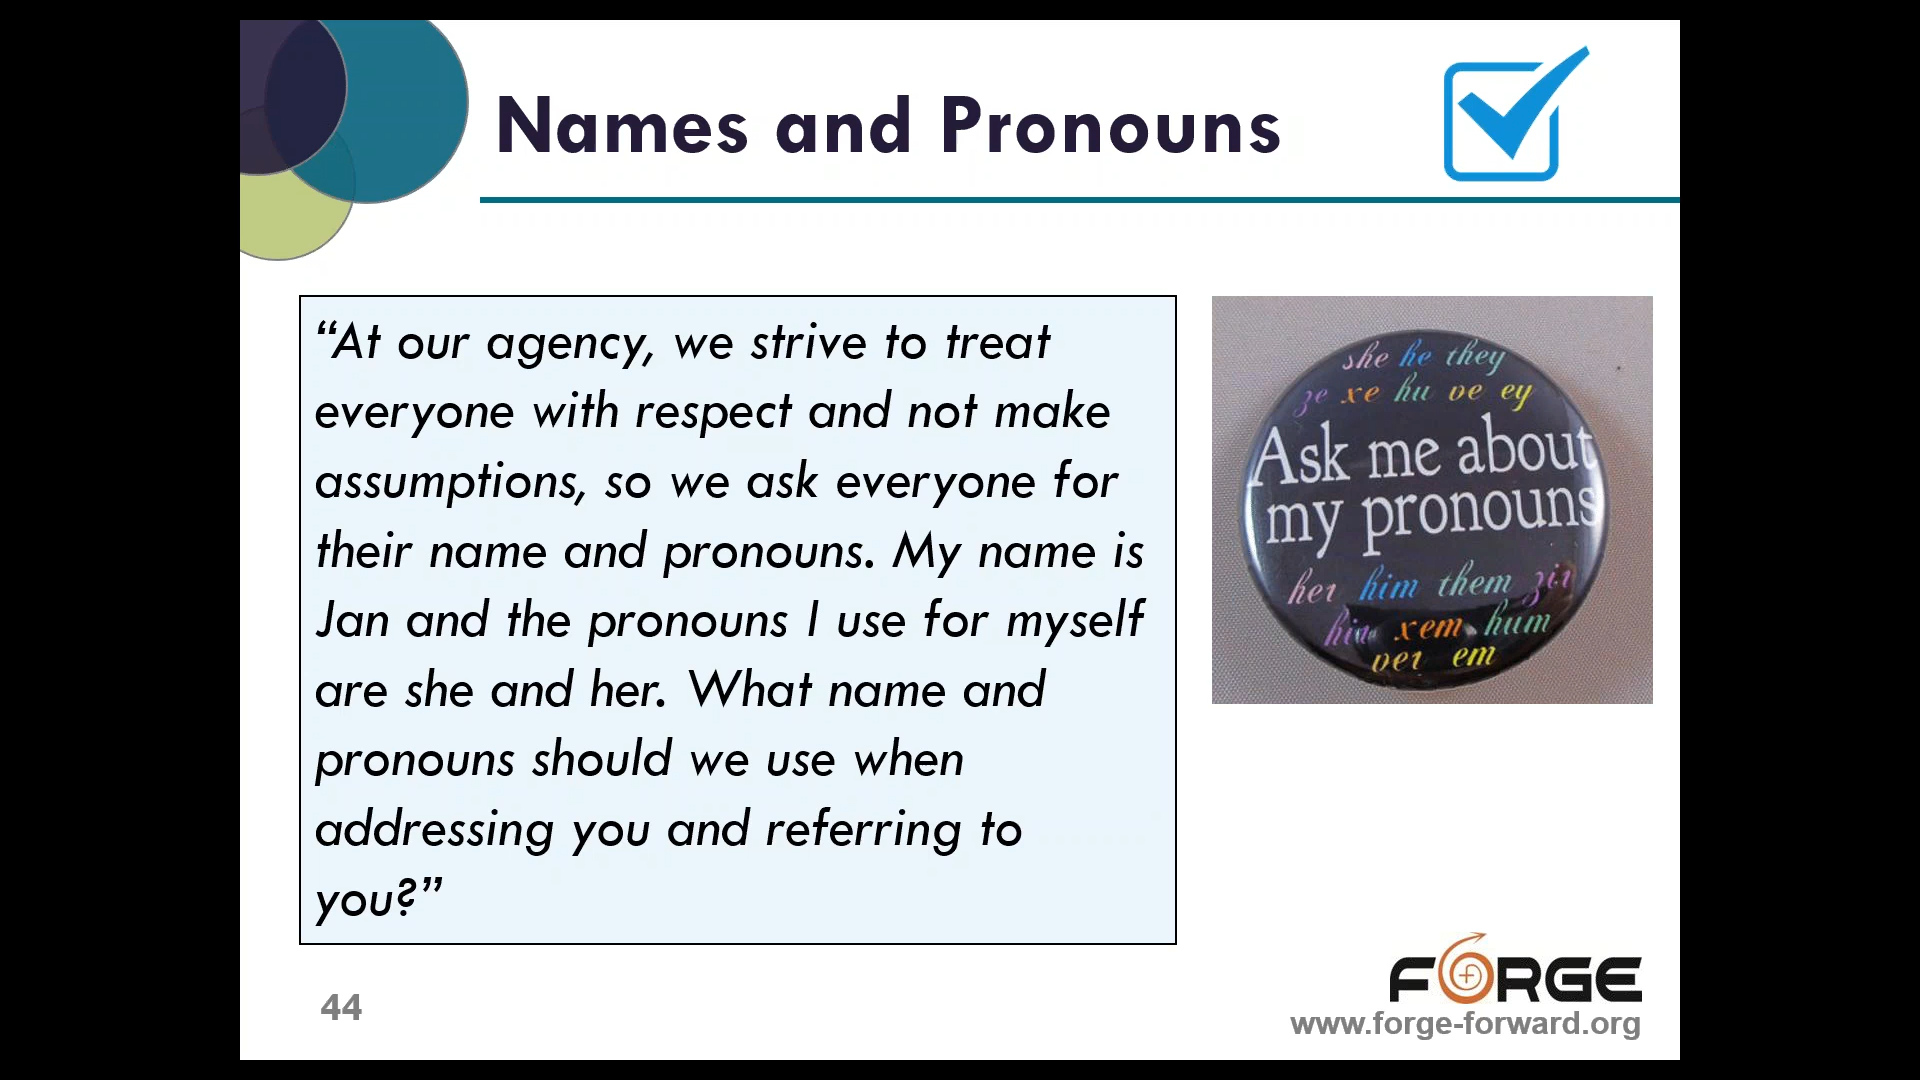 Names and Pronouns
“At our agency, we strive to treat
everyone with respect and not make
assumptions, so we ask everyone for
their name and pronouns. My name is
Jan and the pronouns I use for myself
are she and her. What name and
pronouns should we use when
addressing you and referring to
you?”
she he they
ze xe hu ve ey
Ask me about
my pronouns
her him them zir
hir xem hum
ver em
44
FORGE
www.forge-forward.org